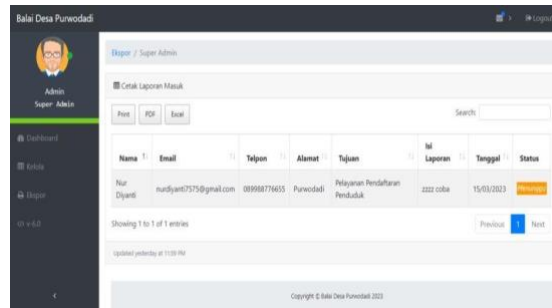 Balai Desa Purwodadi
Logout
Admin
Super Admin
Dashboard
Kelola
Ekspor
v 6.0
Ekspor / Super Admin
Cetak Laporan Masuk
Print PDF Excel
Search:
Nama Email Telpon Alamat Tujuan Isi Laporan Tanggal Status
Nur Diyanti nurdiyanti7575@gmail.com 089988776655 Purwodadi Pelayanan Pendaftaran Penduduk zzzz coba 15/03/2023 Menunggu
Showing 1 to 1 of 1 entries
Previous 1 Next
Updated yesterday at 11:59 PM
Copyright © Balai Desa Purwodadi 2023